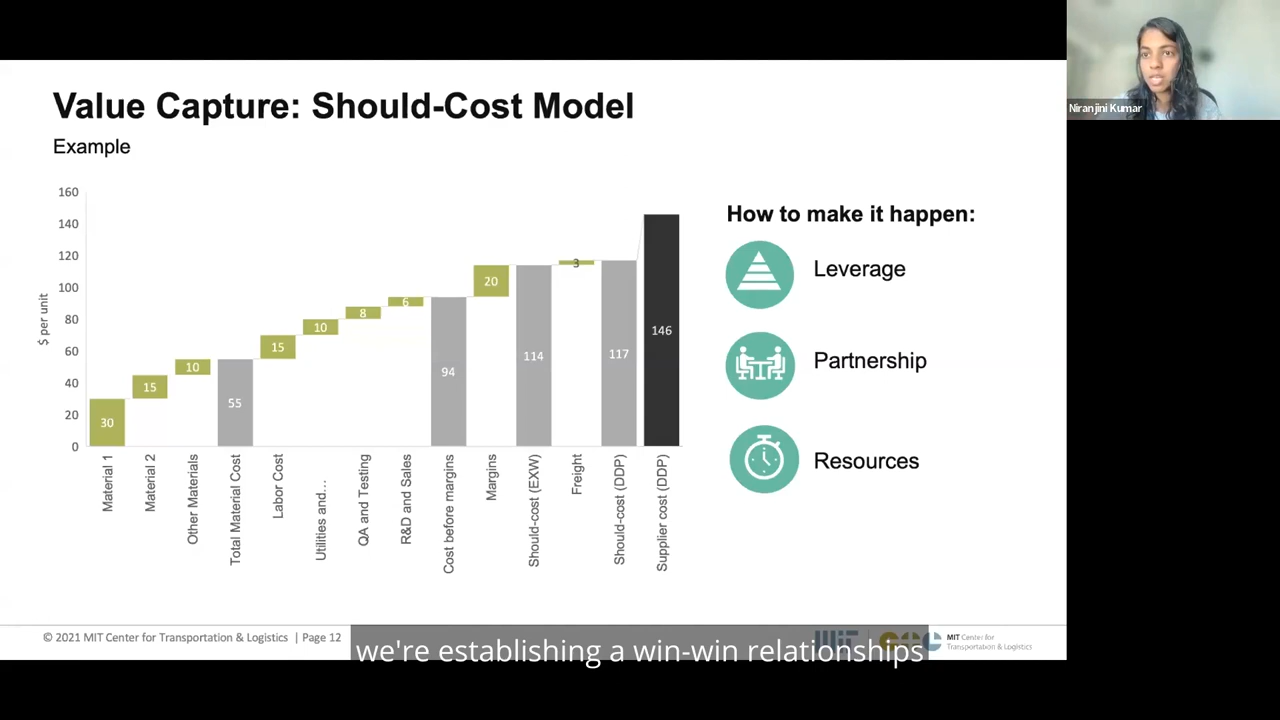 Niranjini Kumar
Value Capture: Should-Cost Model
Example
160
140
120
100
80
60
40
20
0
$ per unit
30
15
10
55
15
10
8
6
94
20
114
3
117
146
Material 1
Material 2
Other Materials
Total Material Cost
Labor Cost
Utilities and...
QA and Testing
R&D and Sales
Cost before margins
Margins
Should-cost (EXW)
Freight
Should-cost (DDP)
Supplier cost (DDP)
How to make it happen:
Leverage
Partnership
Resources
© 2021 MIT Center for Transportation & Logistics | Page 12
MIT Center for
Transportation & Logistics
we're establishing a win-win relationships